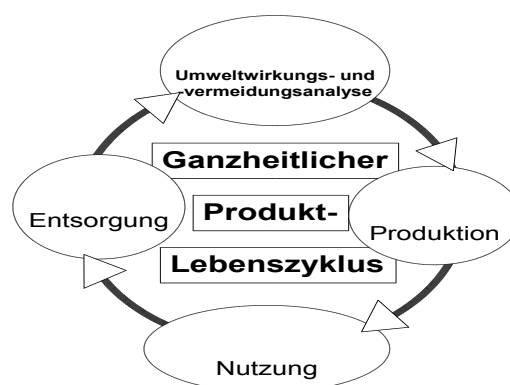 Umweltwirkungs- und
-vermeidungsanalyse
Ganzheitlicher
Entsorgung
Produkt-
Produktion
Lebenszyklus
Nutzung